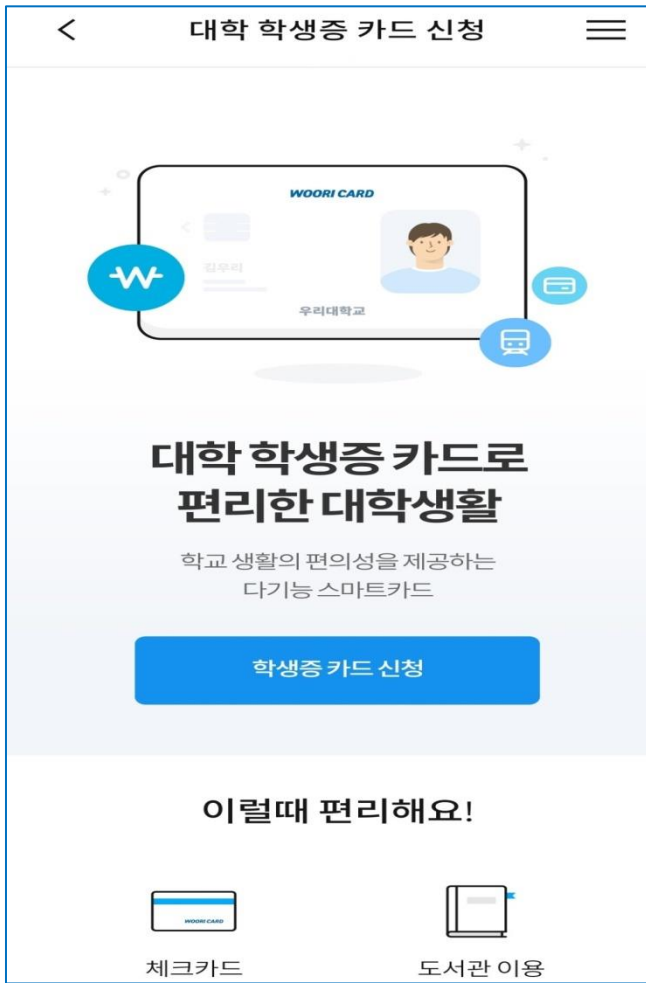 대학 학생증 카드 신청
WOORI CARD
김우리
우리대학교
대학 학생증 카드로
편리한 대학생활
학교 생활의 편의성을 제공하는
다기능 스마트카드
학생증 카드 신청
이럴때 편리해요!
WOORI CARD
체크카드
도서관 이용